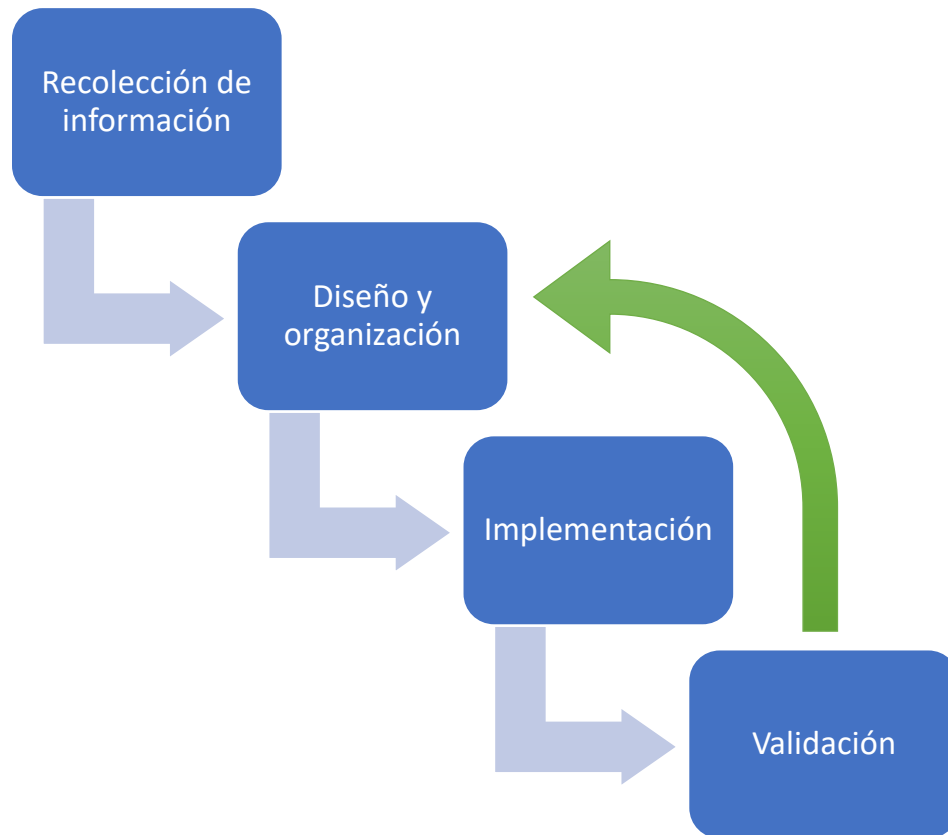 Recolección de
información
Diseño y
organización
Implementación
Validación